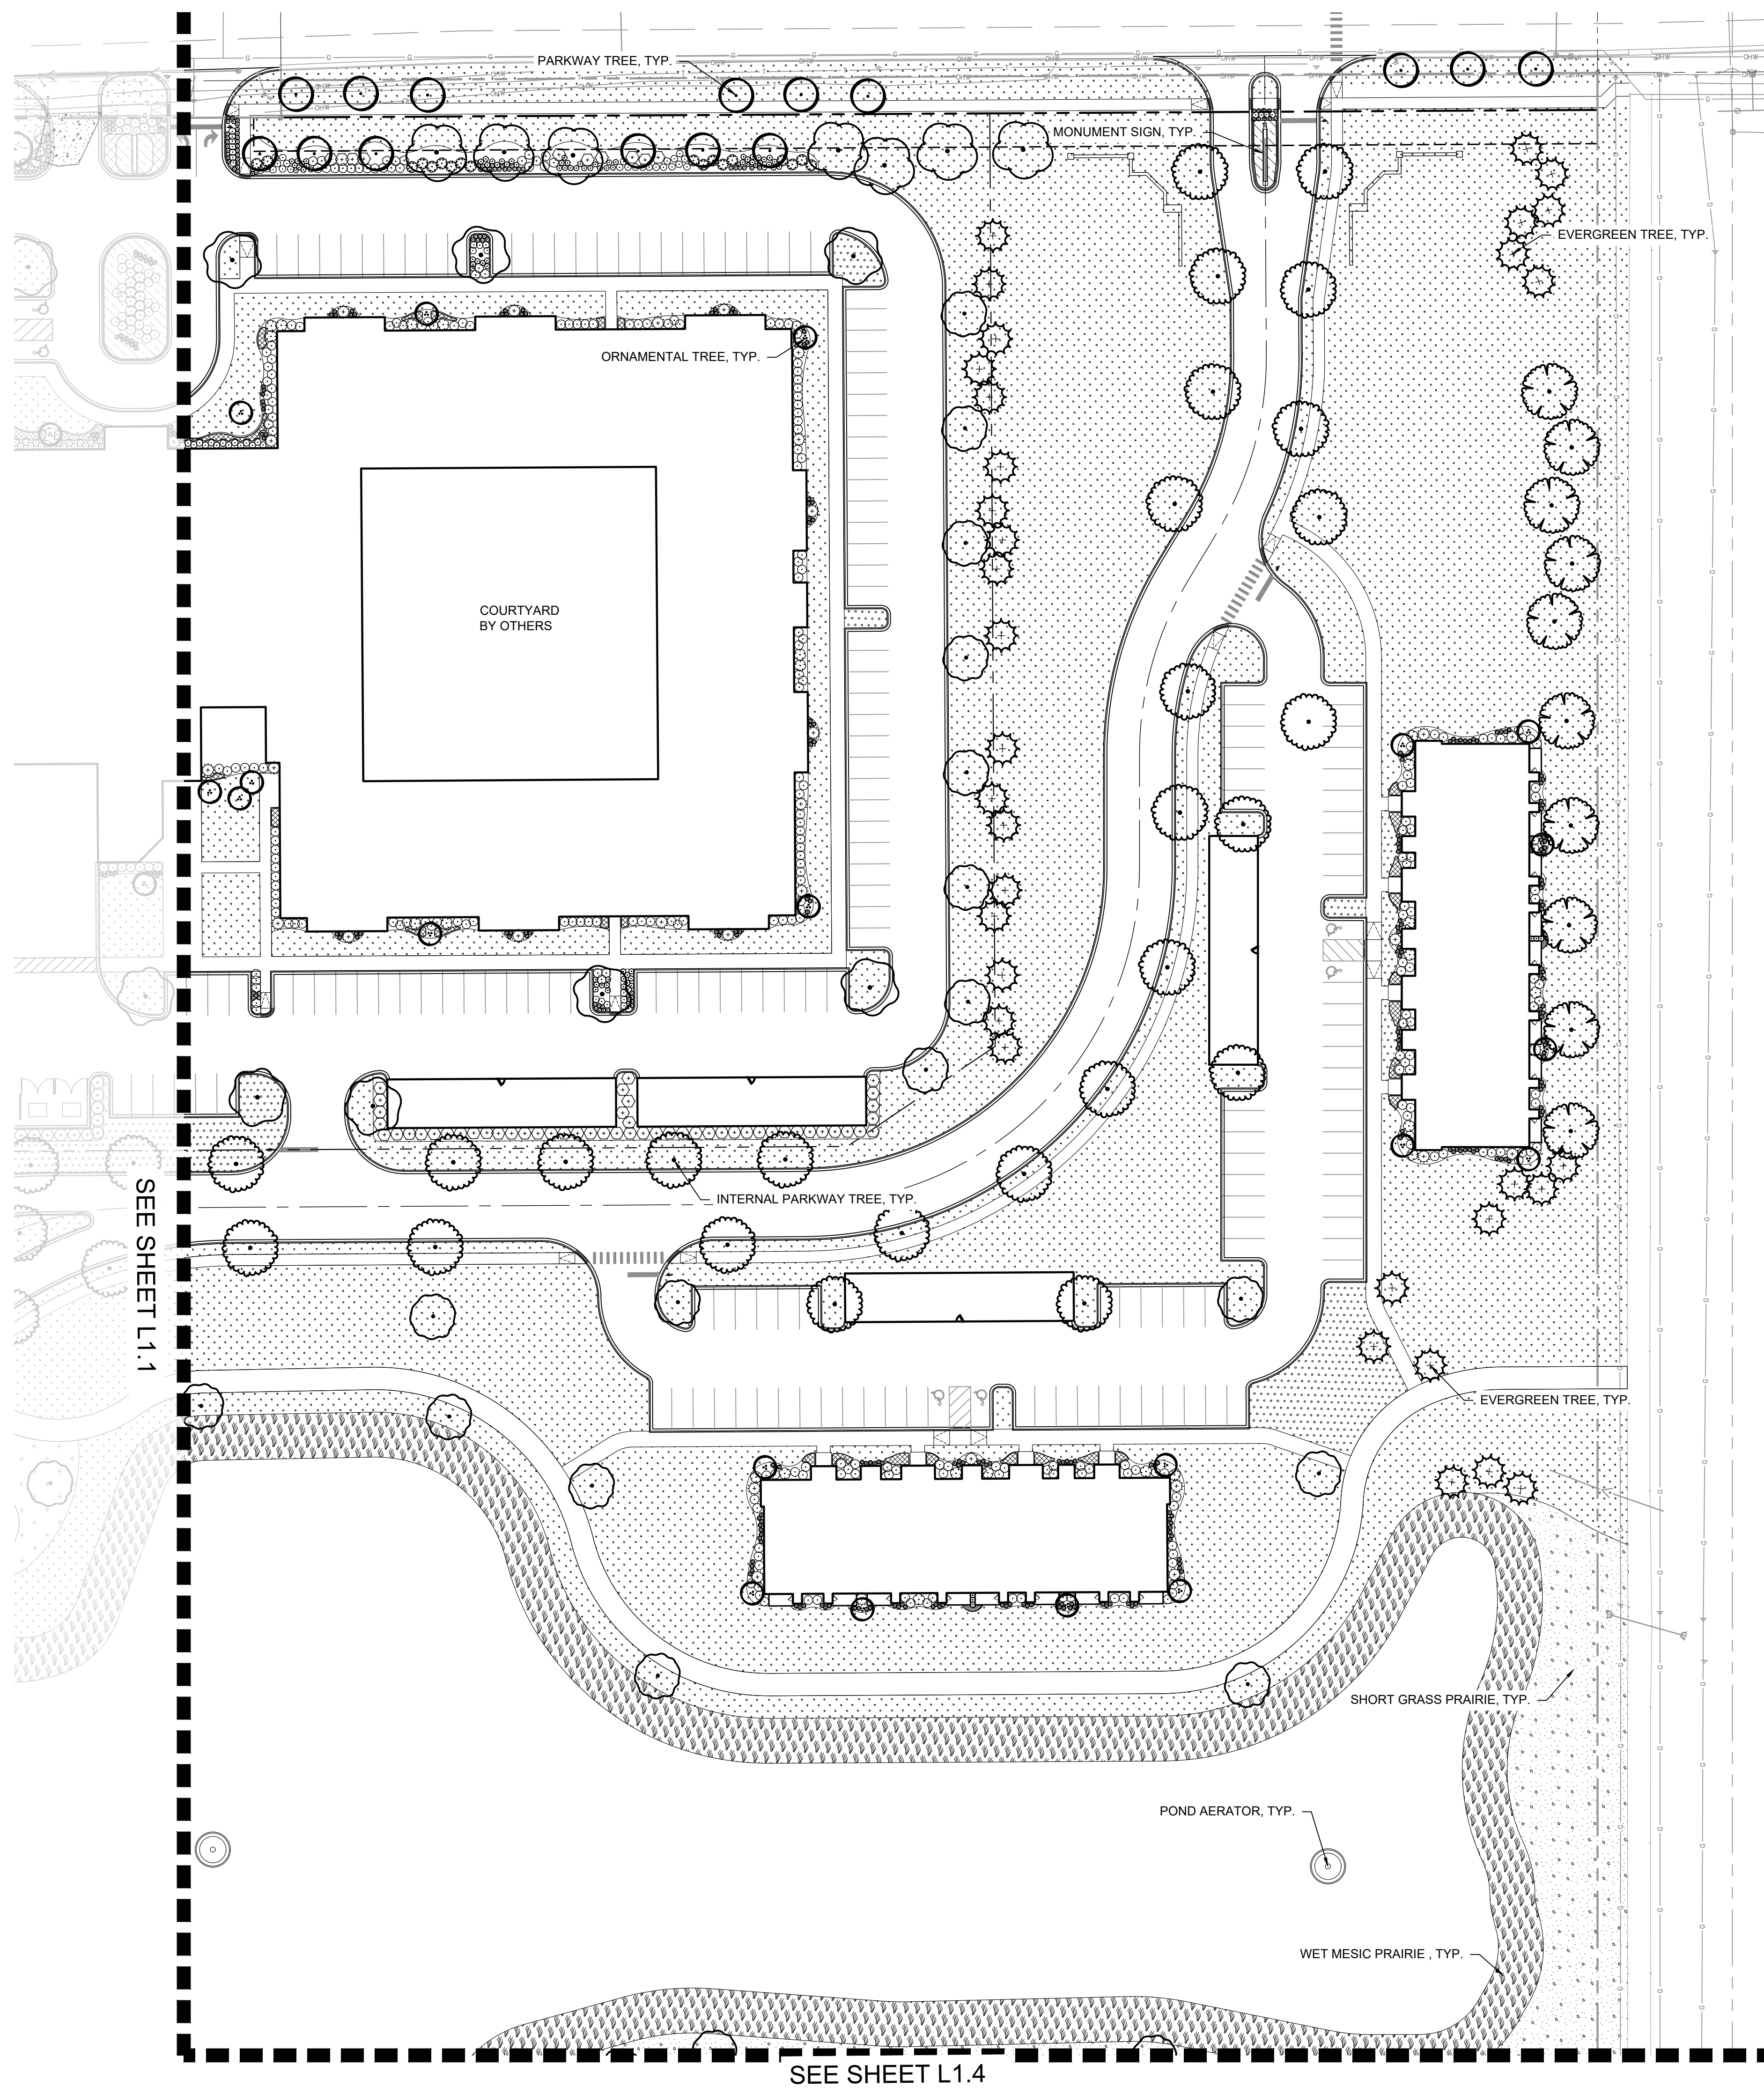 PARKWAY TREE, TYP.
MONUMENT SIGN, TYP.
EVERGREEN TREE, TYP.
ORNAMENTAL TREE, TYP.
COURTYARD
BY OTHERS
INTERNAL PARKWAY TREE, TYP.
SEE SHEET L1.1
EVERGREEN TREE, TYP.
SHORT GRASS PRAIRIE, TYP.
POND AERATOR, TYP.
WET MESIC PRAIRIE , TYP.
SEE SHEET L1.4